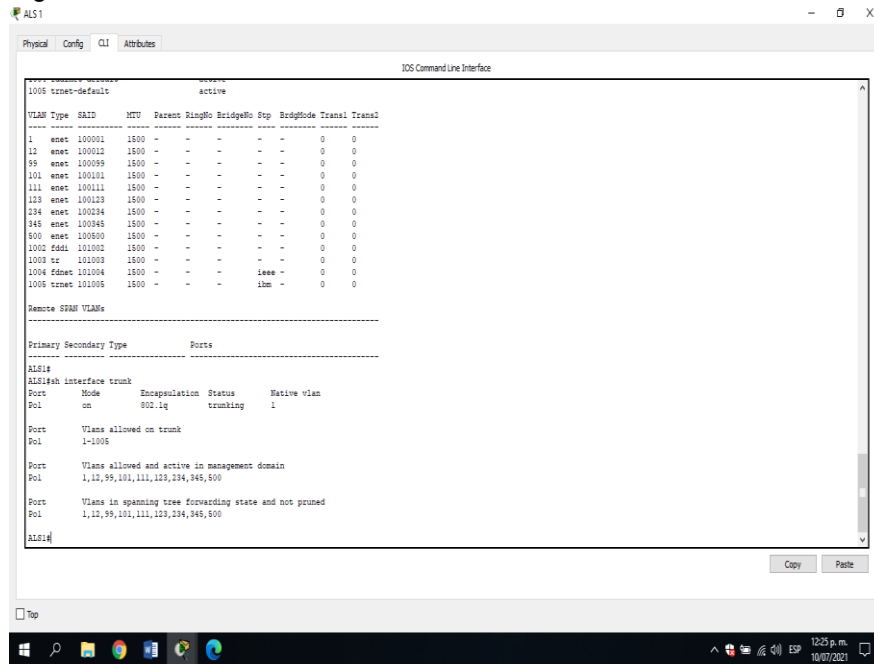 ALS 1
Physical Config CLI Attributes
IOS Command Line Interface
1005 trnet-default active
VLAN Type SAID MTU Parent RingNo BridgeNo Stp BrdgMode Trans1 Trans2
---- ----- ---------- ----- ------ ------ -------- ---- -------- ------ ------
1 enet 100001 1500 - - - - - 0 0
12 enet 100012 1500 - - - - - 0 0
99 enet 100099 1500 - - - - - 0 0
101 enet 100101 1500 - - - - - 0 0
111 enet 100111 1500 - - - - - 0 0
123 enet 100123 1500 - - - - - 0 0
234 enet 100234 1500 - - - - - 0 0
345 enet 100345 1500 - - - - - 0 0
500 enet 100500 1500 - - - - - 0 0
1002 fddi 101002 1500 - - - - - 0 0
1003 tr 101003 1500 - - - - - 0 0
1004 fdnet 101004 1500 - - - ieee - 0 0
1005 trnet 101005 1500 - - - ibm - 0 0
Remote SPAN VLANs
------------------------------------------------------------------------------
Primary Secondary Type Ports
------- --------- ----------------- ------------------------------------------
ALS1#
ALS1#sh interface trunk
Port Mode Encapsulation Status Native vlan
Po1 on 802.1q trunking 1
Port Vlans allowed on trunk
Po1 1-1005
Port Vlans allowed and active in management domain
Po1 1,12,99,101,111,123,234,345,500
Port Vlans in spanning tree forwarding state and not pruned
Po1 1,12,99,101,111,123,234,345,500
ALS1#
Copy Paste
Top
ESP 12:25 p. m.
10/07/2021